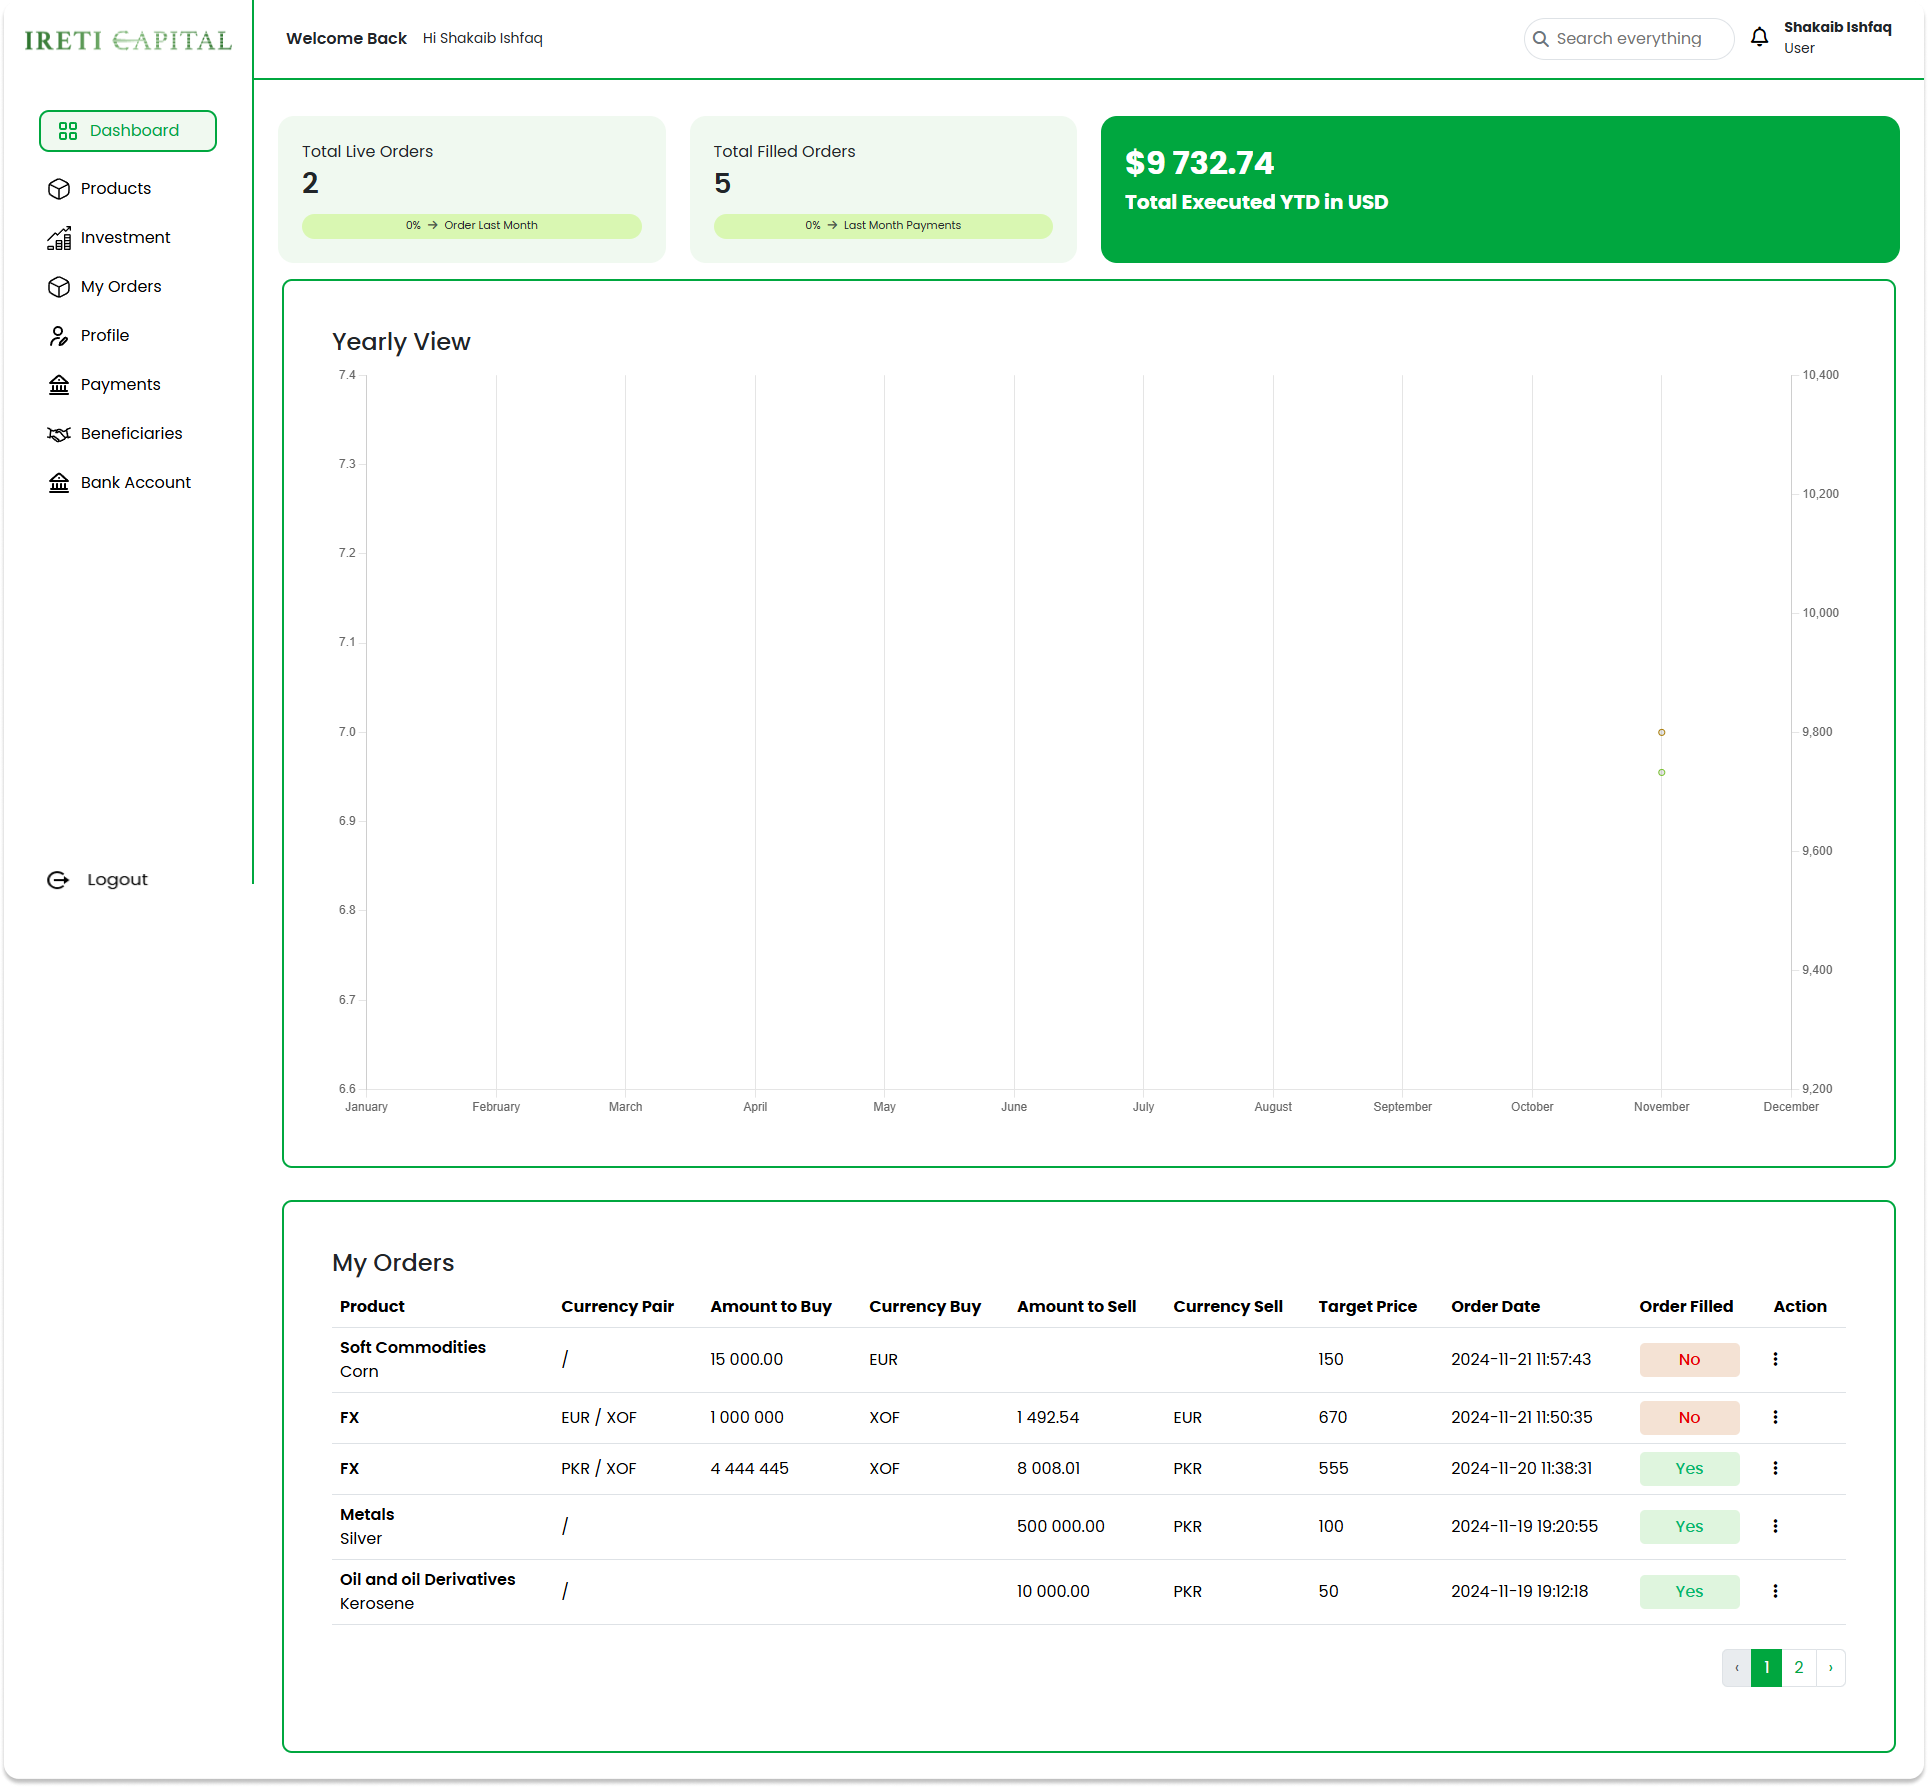 IRETI CAPITAL
Welcome Back Hi Shakaib Ishfaq
Search everything
Shakaib Ishfaq
User
Dashboard
Products
Investment
My Orders
Profile
Payments
Beneficiaries
Bank Account
Logout
Total Live Orders
2
0% → Order Last Month
Total Filled Orders
5
0% → Last Month Payments
$9 732.74
Total Executed YTD in USD
Yearly View
7.4
7.3
7.2
7.1
7.0
6.9
6.8
6.7
6.6
10,400
10,200
10,000
9,800
9,600
9,400
9,200
January February March April May June July August September October November December
My Orders
Product Currency Pair Amount to Buy Currency Buy Amount to Sell Currency Sell Target Price Order Date Order Filled Action
Soft Commodities
Corn / 15 000.00 EUR 150 2024-11-21 11:57:43 No
FX EUR / XOF 1 000 000 XOF 1 492.54 EUR 670 2024-11-21 11:50:35 No
FX PKR / XOF 4 444 445 XOF 8 008.01 PKR 555 2024-11-20 11:38:31 Yes
Metals
Silver / 500 000.00 PKR 100 2024-11-19 19:20:55 Yes
Oil and oil Derivatives
Kerosene / 10 000.00 PKR 50 2024-11-19 19:12:18 Yes
‹ 1 2 ›